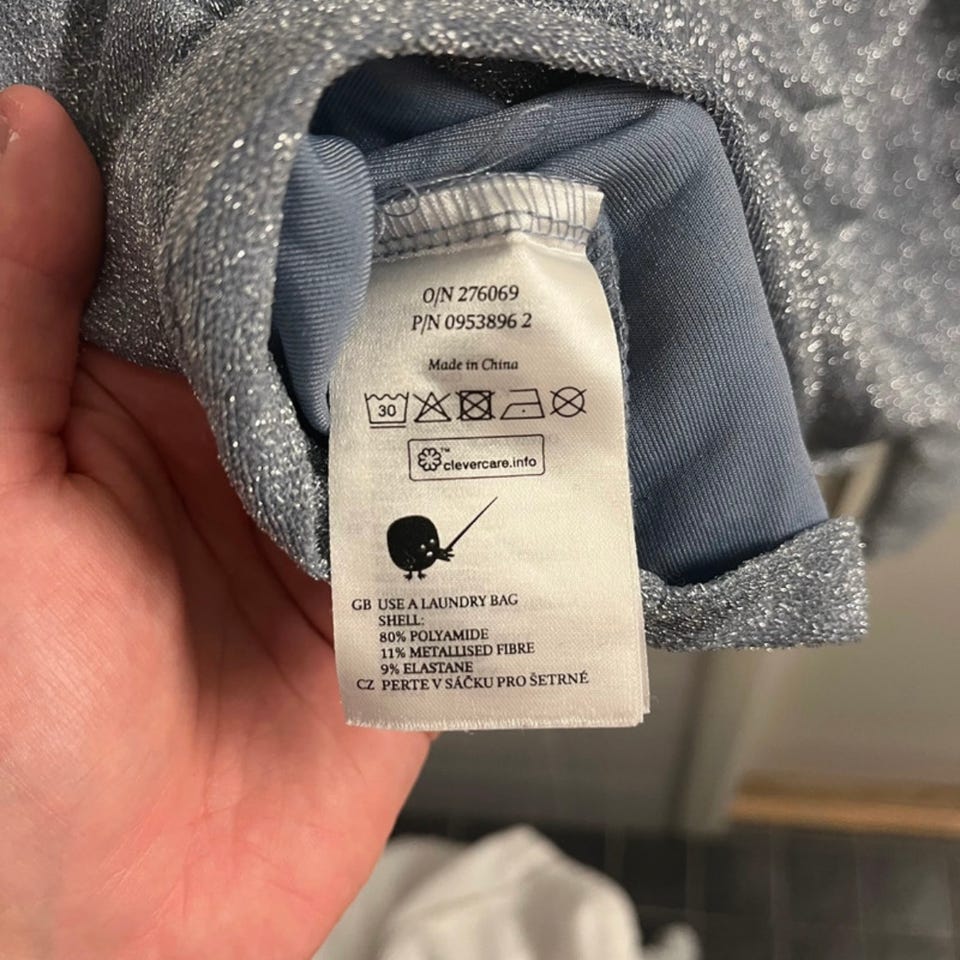 O/N 276069
P/N 0953896 2
Made in China
30
clevercare.info™
GB USE A LAUNDRY BAG
SHELL:
80% POLYAMIDE
11% METALLISED FIBRE
9% ELASTANE
CZ PERTE V SÁČKU PRO ŠETRNÉ